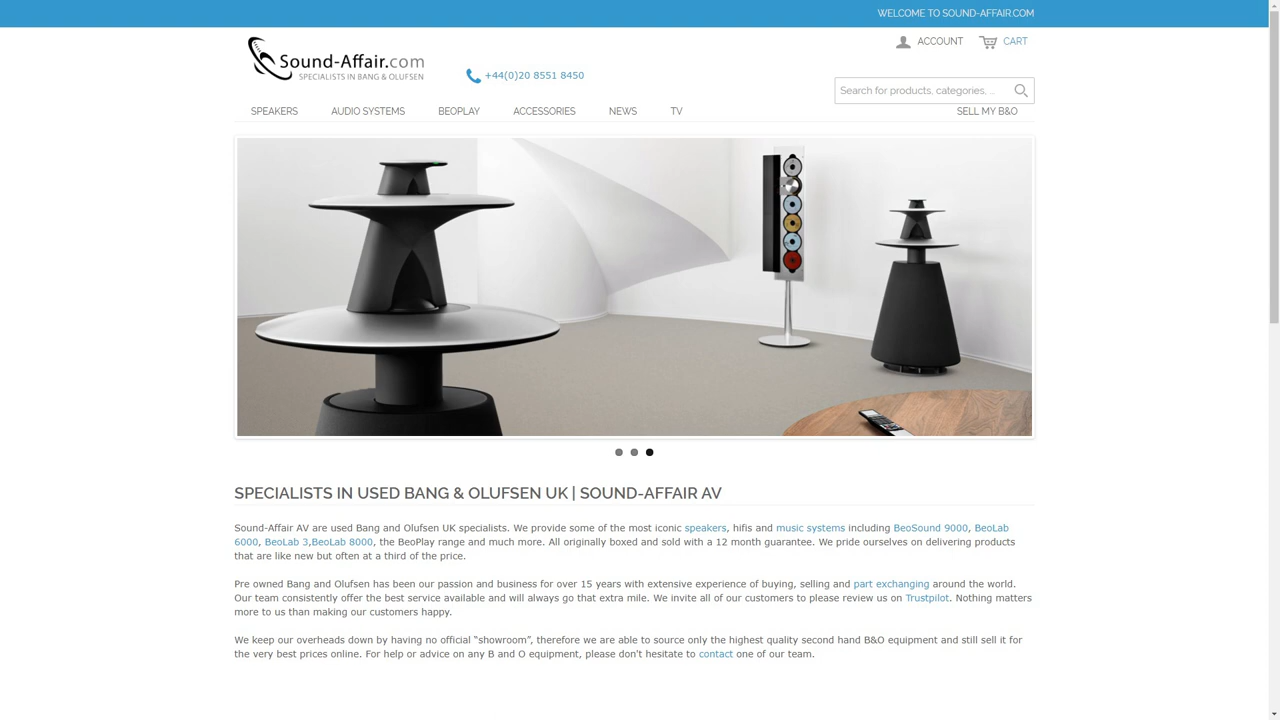 WELCOME TO SOUND-AFFAIR.COM
ACCOUNT CART
Sound-Affair.com
SPECIALISTS IN BANG & OLUFSEN
+44(0)20 8551 8450
Search for products, categories, ...
SPEAKERS AUDIO SYSTEMS BEOPLAY ACCESSORIES NEWS TV SELL MY B&O
SPECIALISTS IN USED BANG & OLUFSEN UK | SOUND-AFFAIR AV
Sound-Affair AV are used Bang and Olufsen UK specialists. We provide some of the most iconic speakers, hifis and music systems including BeoSound 9000, BeoLab
6000, BeoLab 3,BeoLab 8000, the BeoPlay range and much more. All originally boxed and sold with a 12 month guarantee. We pride ourselves on delivering products
that are like new but often at a third of the price.
Pre owned Bang and Olufsen has been our passion and business for over 15 years with extensive experience of buying, selling and part exchanging around the world.
Our team consistently offer the best service available and will always go that extra mile. We invite all of our customers to please review us on Trustpilot. Nothing matters
more to us than making our customers happy.
We keep our overheads down by having no official “showroom”, therefore we are able to source only the highest quality second hand B&O equipment and still sell it for
the very best prices online. For help or advice on any B and O equipment, please don't hesitate to contact one of our team.